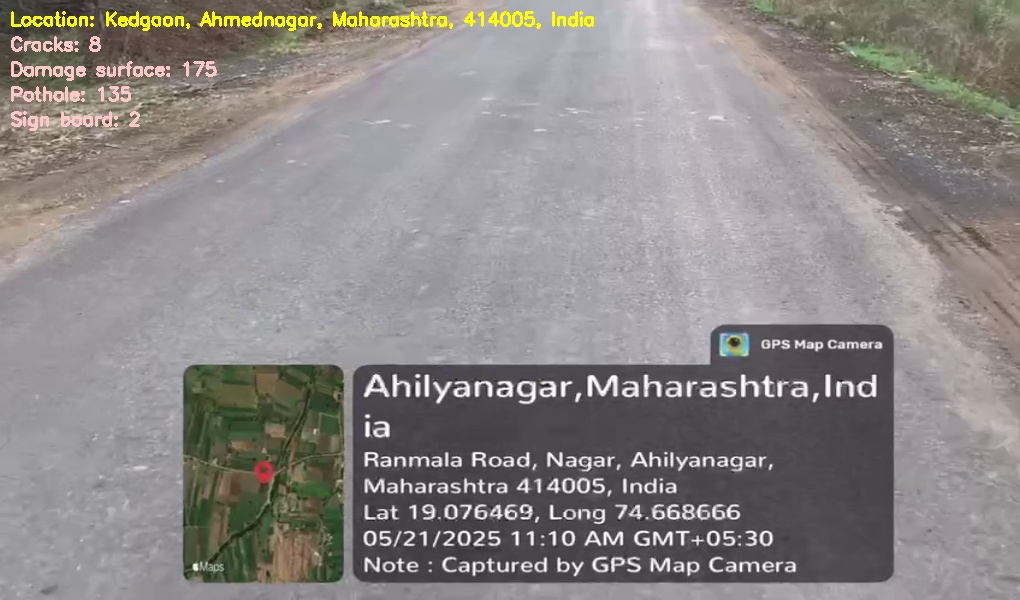 Location: Kedgaon, Ahmednagar, Maharashtra, 414005, India
Cracks: 8
Damage surface: 175
Pothole: 135
Sign board: 2
GPS Map Camera
Ahilyanagar,Maharashtra,Ind
ia
Ranmala Road, Nagar, Ahilyanagar,
Maharashtra 414005, India
Lat 19.076469, Long 74.668666
05/21/2025 11:10 AM GMT+05:30
Note : Captured by GPS Map Camera
Maps